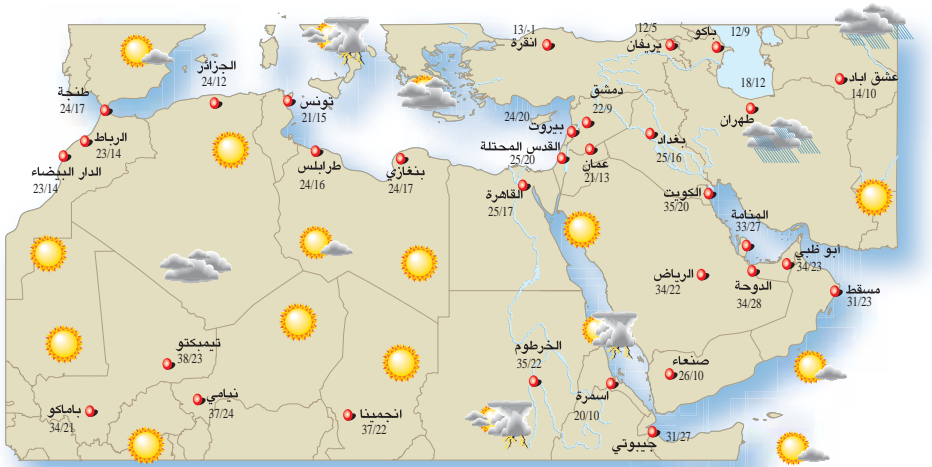 13/-1
انقرة
12/5
يريفان
باكو
12/9
18/12
عشق اباد
14/10
طهران
الجزائر
24/12
طنجة
24/17
الرباط
23/14
الدار البيضاء
23/14
تونس
21/15
طرابلس
24/16
بنغازي
24/17
دمشق
22/9
24/20
بيروت
القدس المحتلة
25/20
عمان
21/13
بغداد
25/16
القاهرة
25/17
الكويت
35/20
المنامة
33/27
ابو ظبي
34/23
الرياض
34/22
الدوحة
34/28
مسقط
31/23
تيمبكتو
38/23
نيامي
37/24
باماكو
34/21
انجمينا
37/22
الخرطوم
35/22
اسمرة
20/10
صنعاء
26/10
31/27
جيبوتي